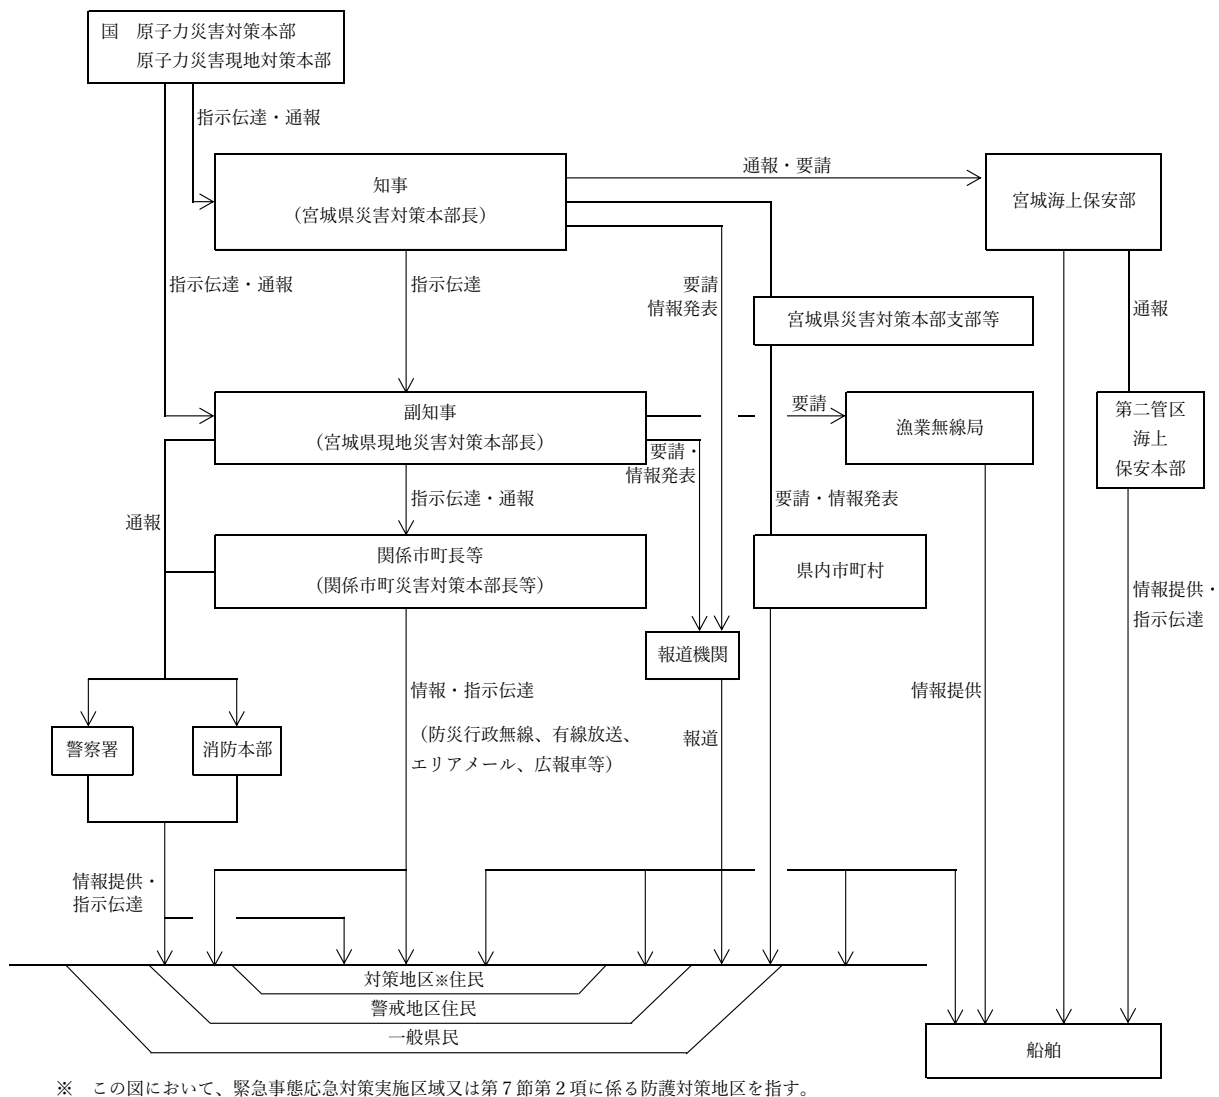 国　原子力災害対策本部
原子力災害現地対策本部
指示伝達・通報
知事
（宮城県災害対策本部長）
通報・要請
宮城海上保安部
指示伝達・通報
指示伝達
要請
情報発表
宮城県災害対策本部支部等
通報
副知事
（宮城県現地災害対策本部長）
要請・
情報発表
要請
漁業無線局
第二管区
海上
保安本部
通報
指示伝達・通報
要請・情報発表
関係市町長等
（関係市町災害対策本部長等）
県内市町村
情報提供・
指示伝達
報道機関
情報・指示伝達
（防災行政無線、有線放送、
エリアメール、広報車等）
報道
情報提供
警察署
消防本部
情報提供・
指示伝達
対策地区※住民
警戒地区住民
一般県民
船舶
※　この図において、緊急事態応急対策実施区域又は第７節第２項に係る防護対策地区を指す。